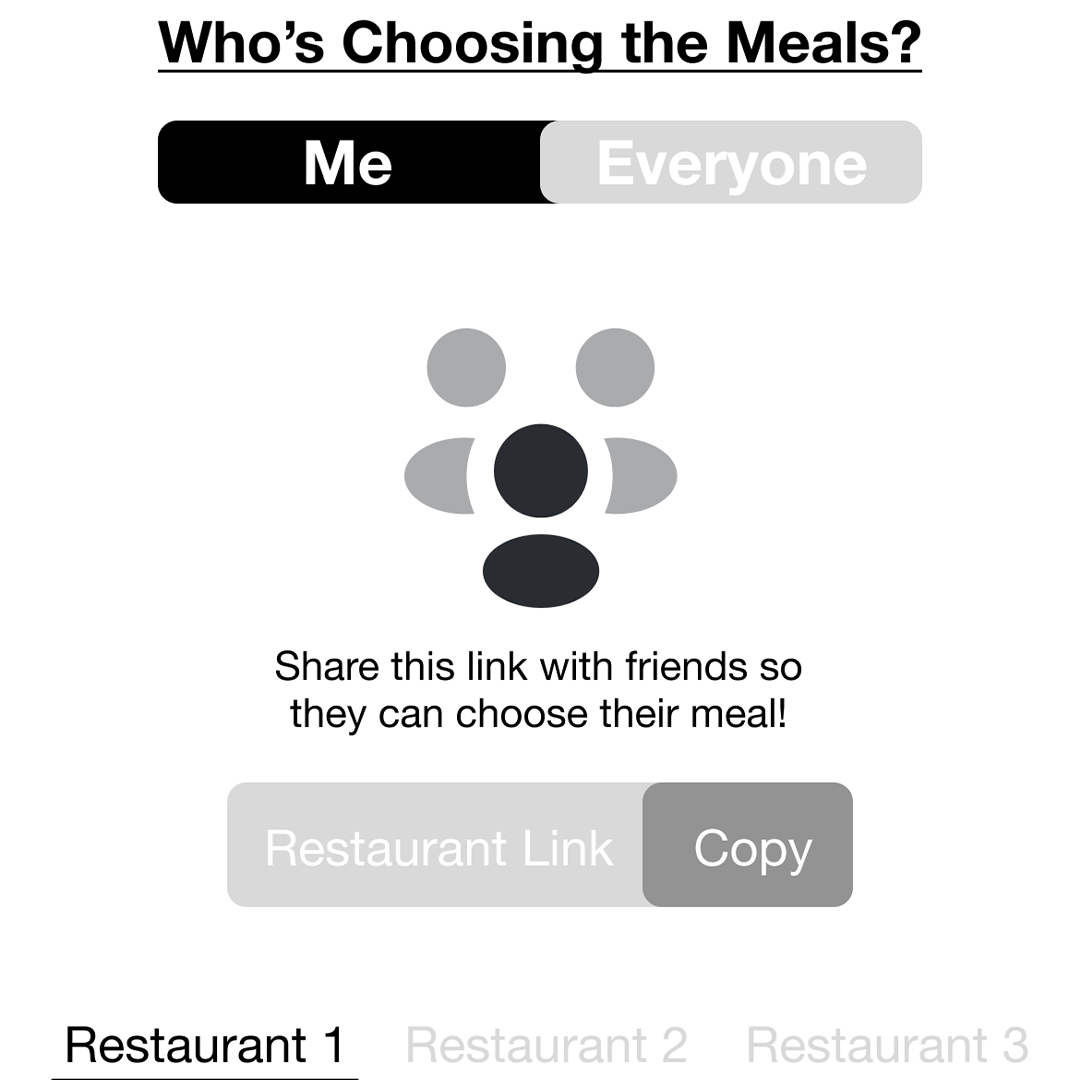 Who’s Choosing the Meals?
Me Everyone
Share this link with friends so
they can choose their meal!
Restaurant Link Copy
Restaurant 1 Restaurant 2 Restaurant 3